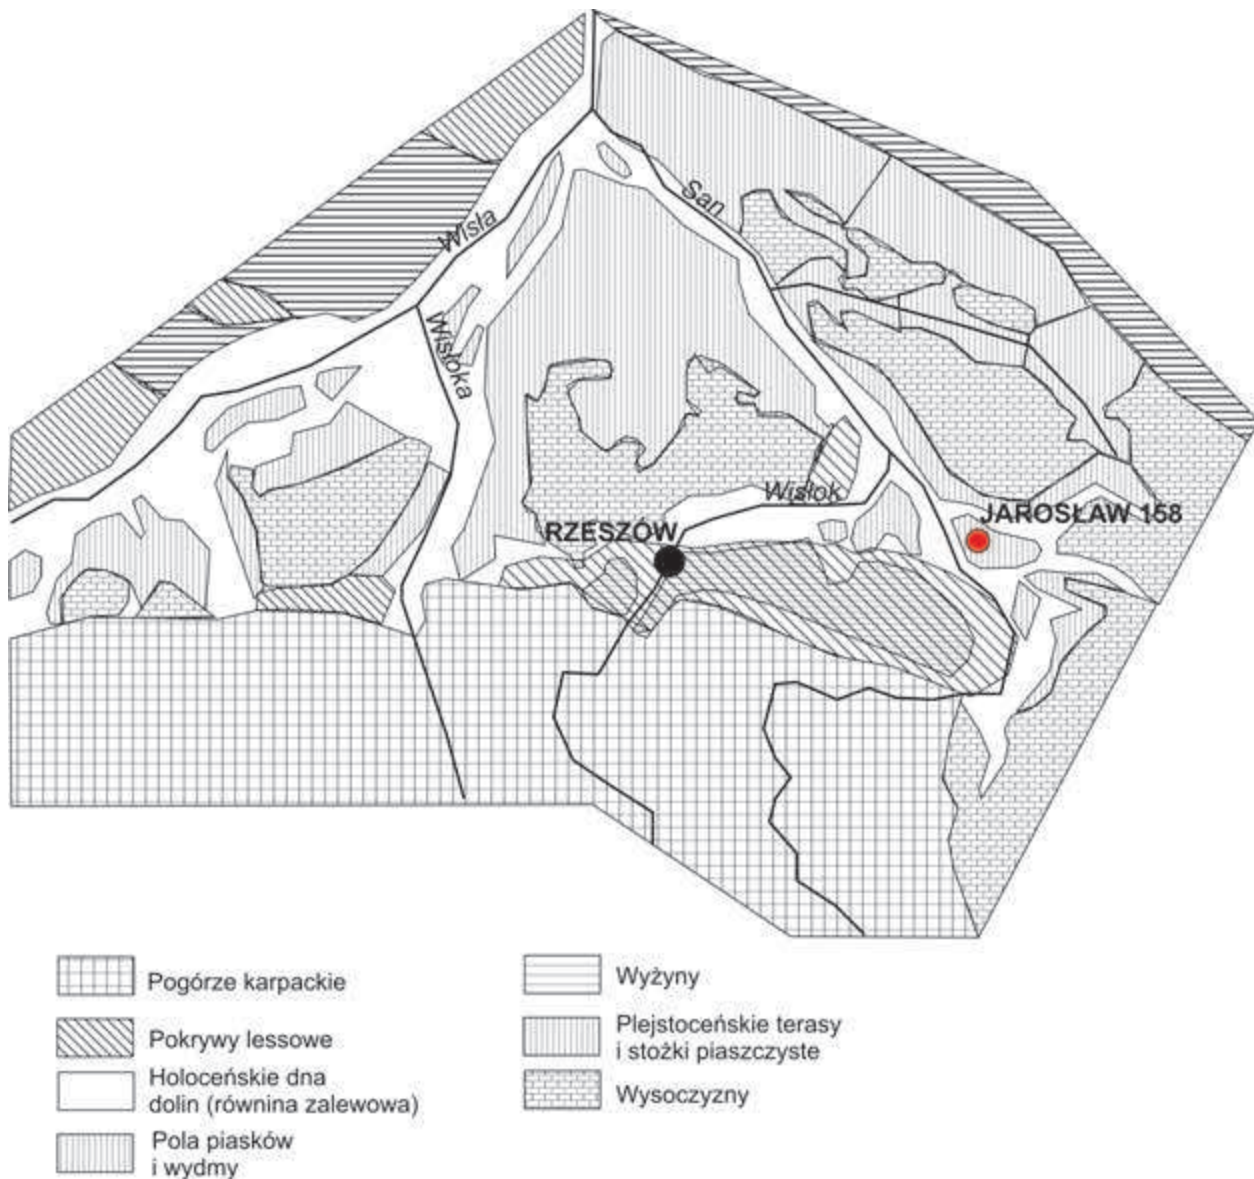 San
Wisła
Wisłoka
Wisłok
JAROSŁAW 158
RZESZÓW
Pogórze karpackie
Pokrywy lessowe
Holoceńskie dna
dolin (równina zalewowa)
Pola piasków
i wydmy
Wyżyny
Plejstoceńskie terasy
i stożki piaszczyste
Wysoczyzny